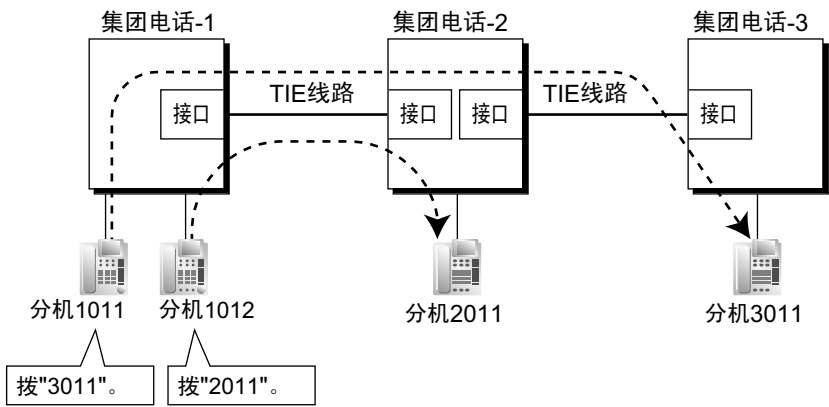 集团电话-1
集团电话-2
集团电话-3
TIE线路
TIE线路
接口
接口
接口
接口
分机1011
分机1012
分机2011
分机3011
拨"3011"。
拨"2011"。